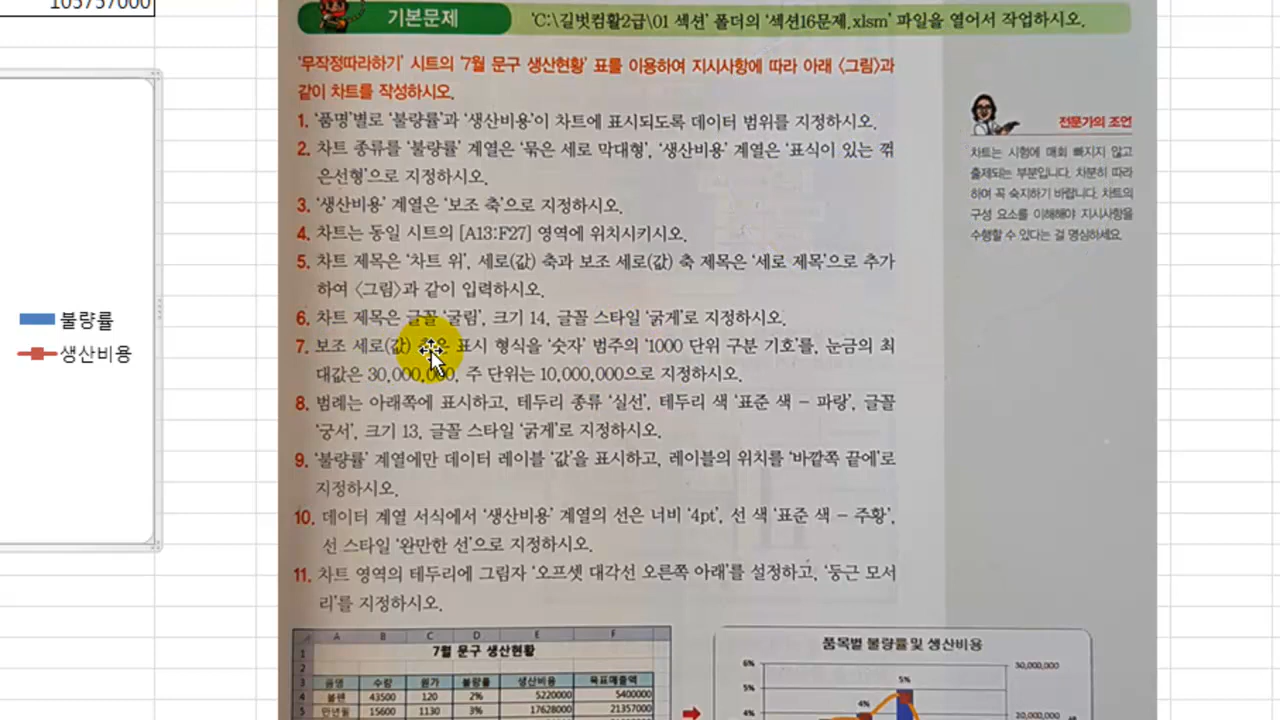 103757000
불량률
생산비용
기본문제
'C:\길벗컴활2급\01 섹션' 폴더의 '섹션16문제.xlsm' 파일을 열어서 작업하시오.
'무작정따라하기' 시트의 '7월 문구 생산현황' 표를 이용하여 지시사항에 따라 아래 〈그림〉과
같이 차트를 작성하시오.
1. '품명'별로 '불량률'과 '생산비용'이 차트에 표시되도록 데이터 범위를 지정하시오.
2. 차트 종류를 '불량률' 계열은 '묶은 세로 막대형', '생산비용' 계열은 '표식이 있는 꺾
은선형'으로 지정하시오.
3. '생산비용' 계열은 '보조 축'으로 지정하시오.
4. 차트는 동일 시트의 [A13:F27] 영역에 위치시키시오.
5. 차트 제목은 '차트 위', 세로(값) 축과 보조 세로(값) 축 제목은 '세로 제목'으로 추가
하여 〈그림〉과 같이 입력하시오.
6. 차트 제목은 글꼴 '굴림', 크기 14, 글꼴 스타일 '굵게'로 지정하시오.
7. 보조 세로(값) 축은 표시 형식을 '숫자' 범주의 '1000 단위 구분 기호'를, 눈금의 최
대값은 30,000,000, 주 단위는 10,000,000으로 지정하시오.
8. 범례는 아래쪽에 표시하고, 테두리 종류 '실선', 테두리 색 '표준 색 - 파랑', 글꼴
'궁서', 크기 13, 글꼴 스타일 '굵게'로 지정하시오.
9. '불량률' 계열에만 데이터 레이블 '값'을 표시하고, 레이블의 위치를 '바깥쪽 끝에'로
지정하시오.
10. 데이터 계열 서식에서 '생산비용' 계열의 선은 너비 '4pt', 선 색 '표준 색 - 주황',
선 스타일 '완만한 선'으로 지정하시오.
11. 차트 영역의 테두리에 그림자 '오프셋 대각선 오른쪽 아래'를 설정하고, '둥근 모서
리'를 지정하시오.
전문가의 조언
차트는 시험에 매회 빠지지 않고
출제되는 부분입니다. 차분히 따라
하며 꼭 숙지하기 바랍니다. 차트의
구성 요소를 이해해야 지시사항을
수행할 수 있다는 걸 명심하세요.
A B C D E F
1 7월 문구 생산현황
2
3 품명 수량 원가 불량률 생산비용 목표매출액
4 볼펜 43500 120 2% 5220000 5400000
5 만년필 15600 1130 3% 17628000 21357000
품목별 불량률 및 생산비용
6% 30,000,000
5% 5%
4% 4% 20,000,000